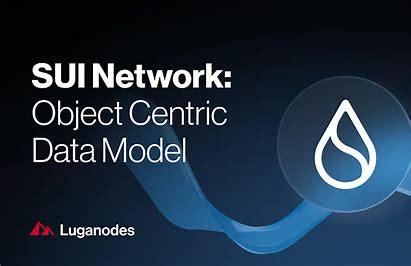 SUI Network:
Object Centric
Data Model
Luganodes